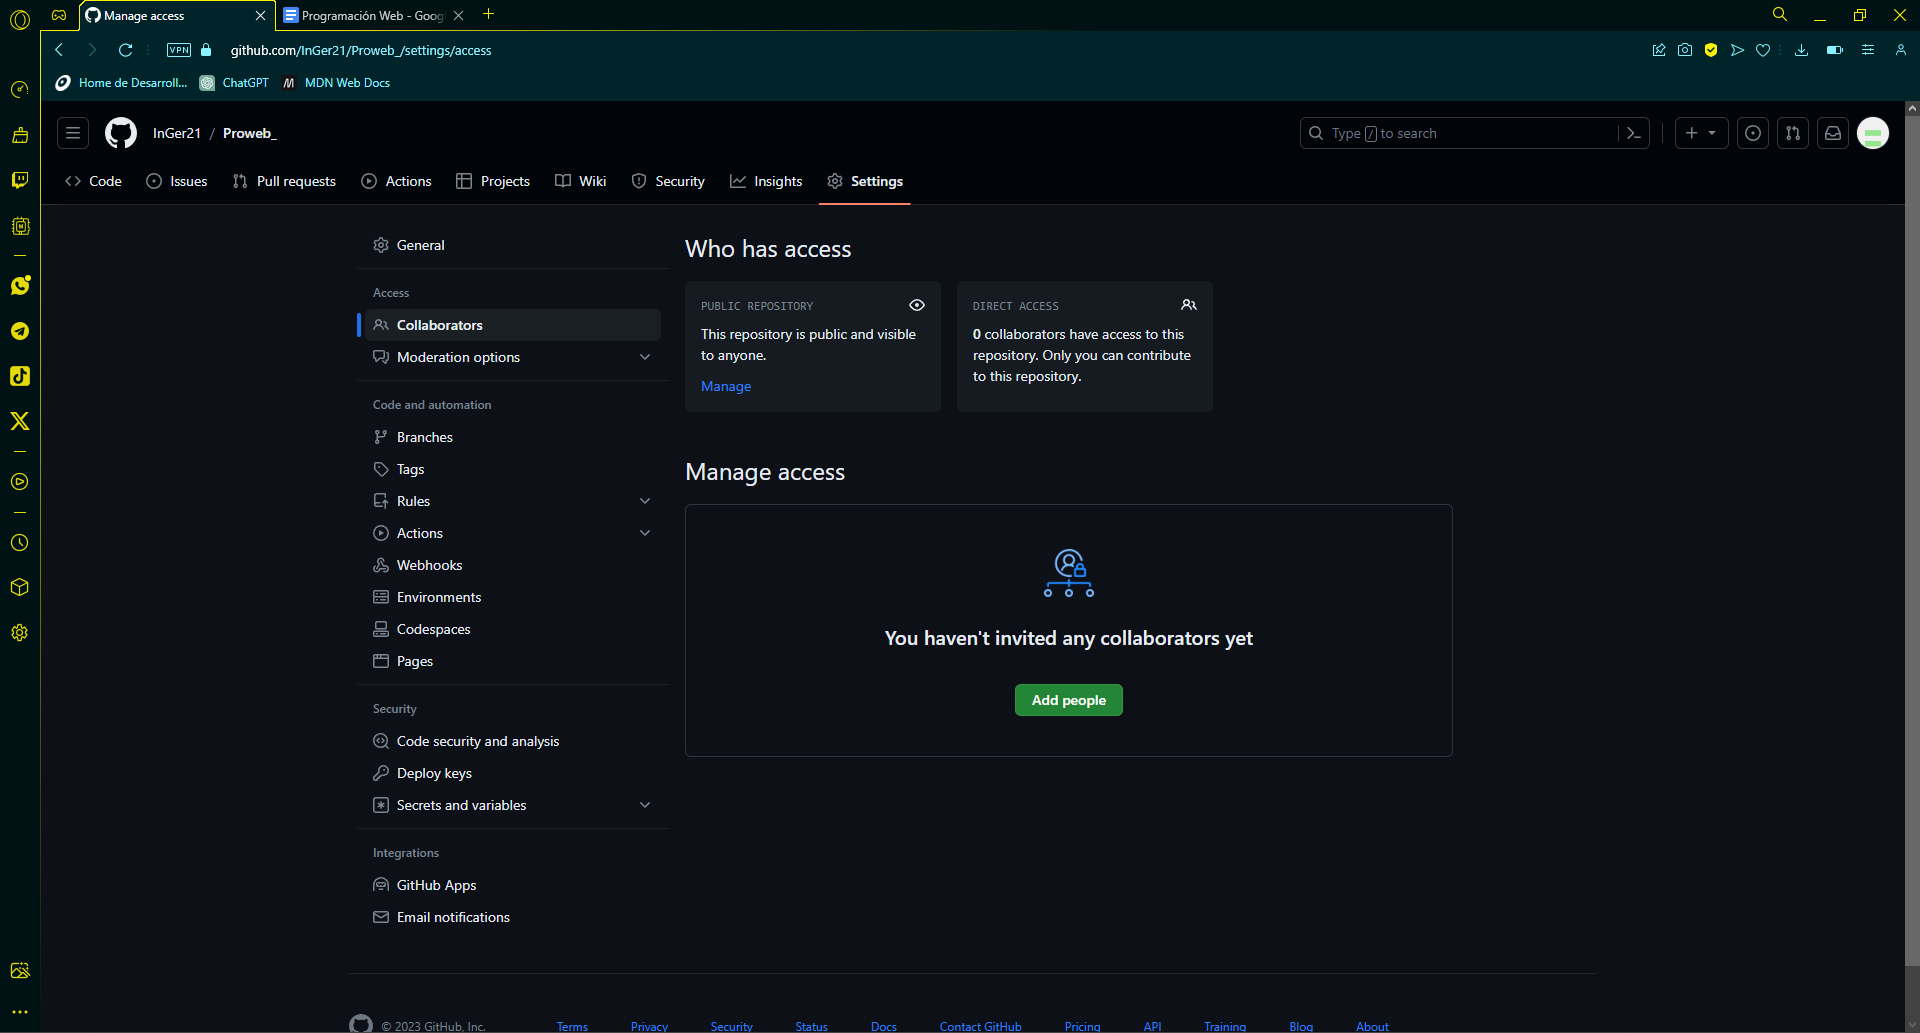 Manage access
Programación Web - Goog
VPN
github.com/InGer21/Proweb_/settings/access
Home de Desarroll...
ChatGPT
MDN Web Docs
InGer21 / Proweb_
Type / to search
Code
Issues
Pull requests
Actions
Projects
Wiki
Security
Insights
Settings
General
Access
Collaborators
Moderation options
Code and automation
Branches
Tags
Rules
Actions
Webhooks
Environments
Codespaces
Pages
Security
Code security and analysis
Deploy keys
Secrets and variables
Integrations
GitHub Apps
Email notifications
Who has access
PUBLIC REPOSITORY
This repository is public and visible
to anyone.
Manage
DIRECT ACCESS
0 collaborators have access to this
repository. Only you can contribute
to this repository.
Manage access
You haven't invited any collaborators yet
Add people
© 2023 GitHub, Inc.
Terms
Privacy
Security
Status
Docs
Contact GitHub
Pricing
API
Training
Blog
About